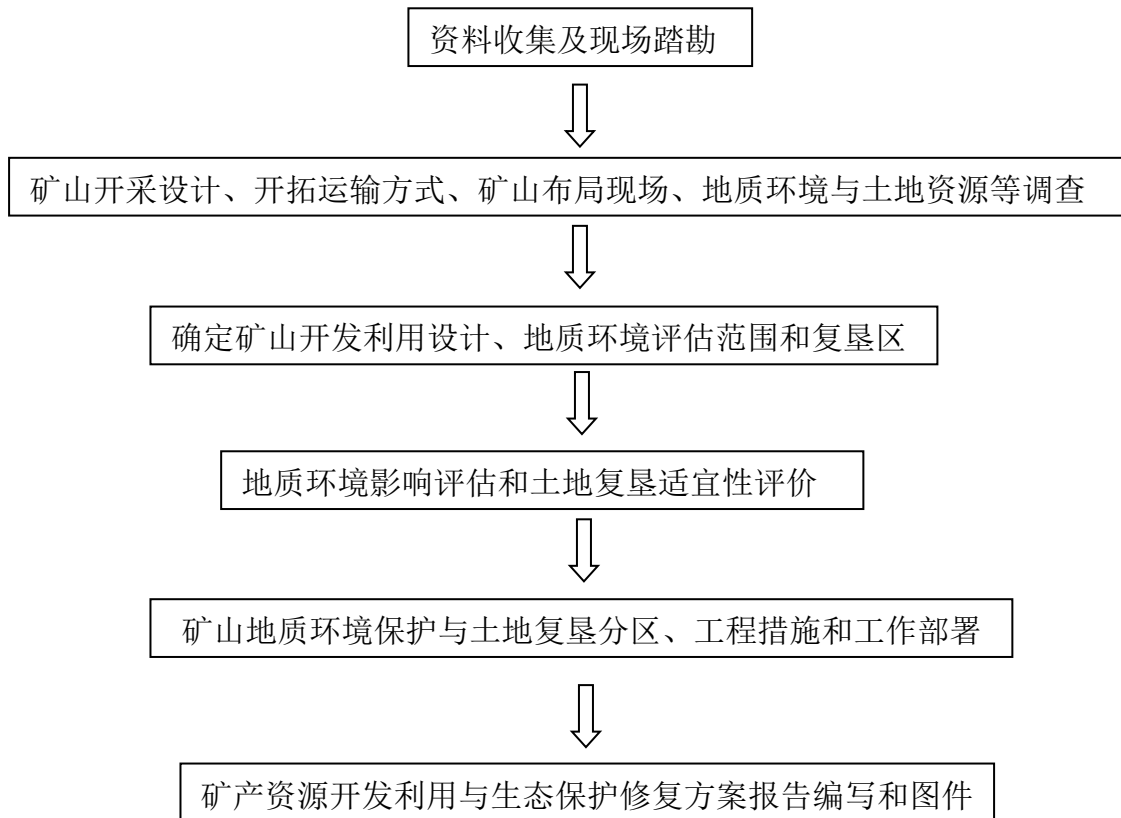 资料收集及现场踏勘
矿山开采设计、开拓运输方式、矿山布局现场、地质环境与土地资源等调查
确定矿山开发利用设计、地质环境评估范围和复垦区
地质环境影响评估和土地复垦适宜性评价
矿山地质环境保护与土地复垦分区、工程措施和工作部署
矿产资源开发利用与生态保护修复方案报告编写和图件